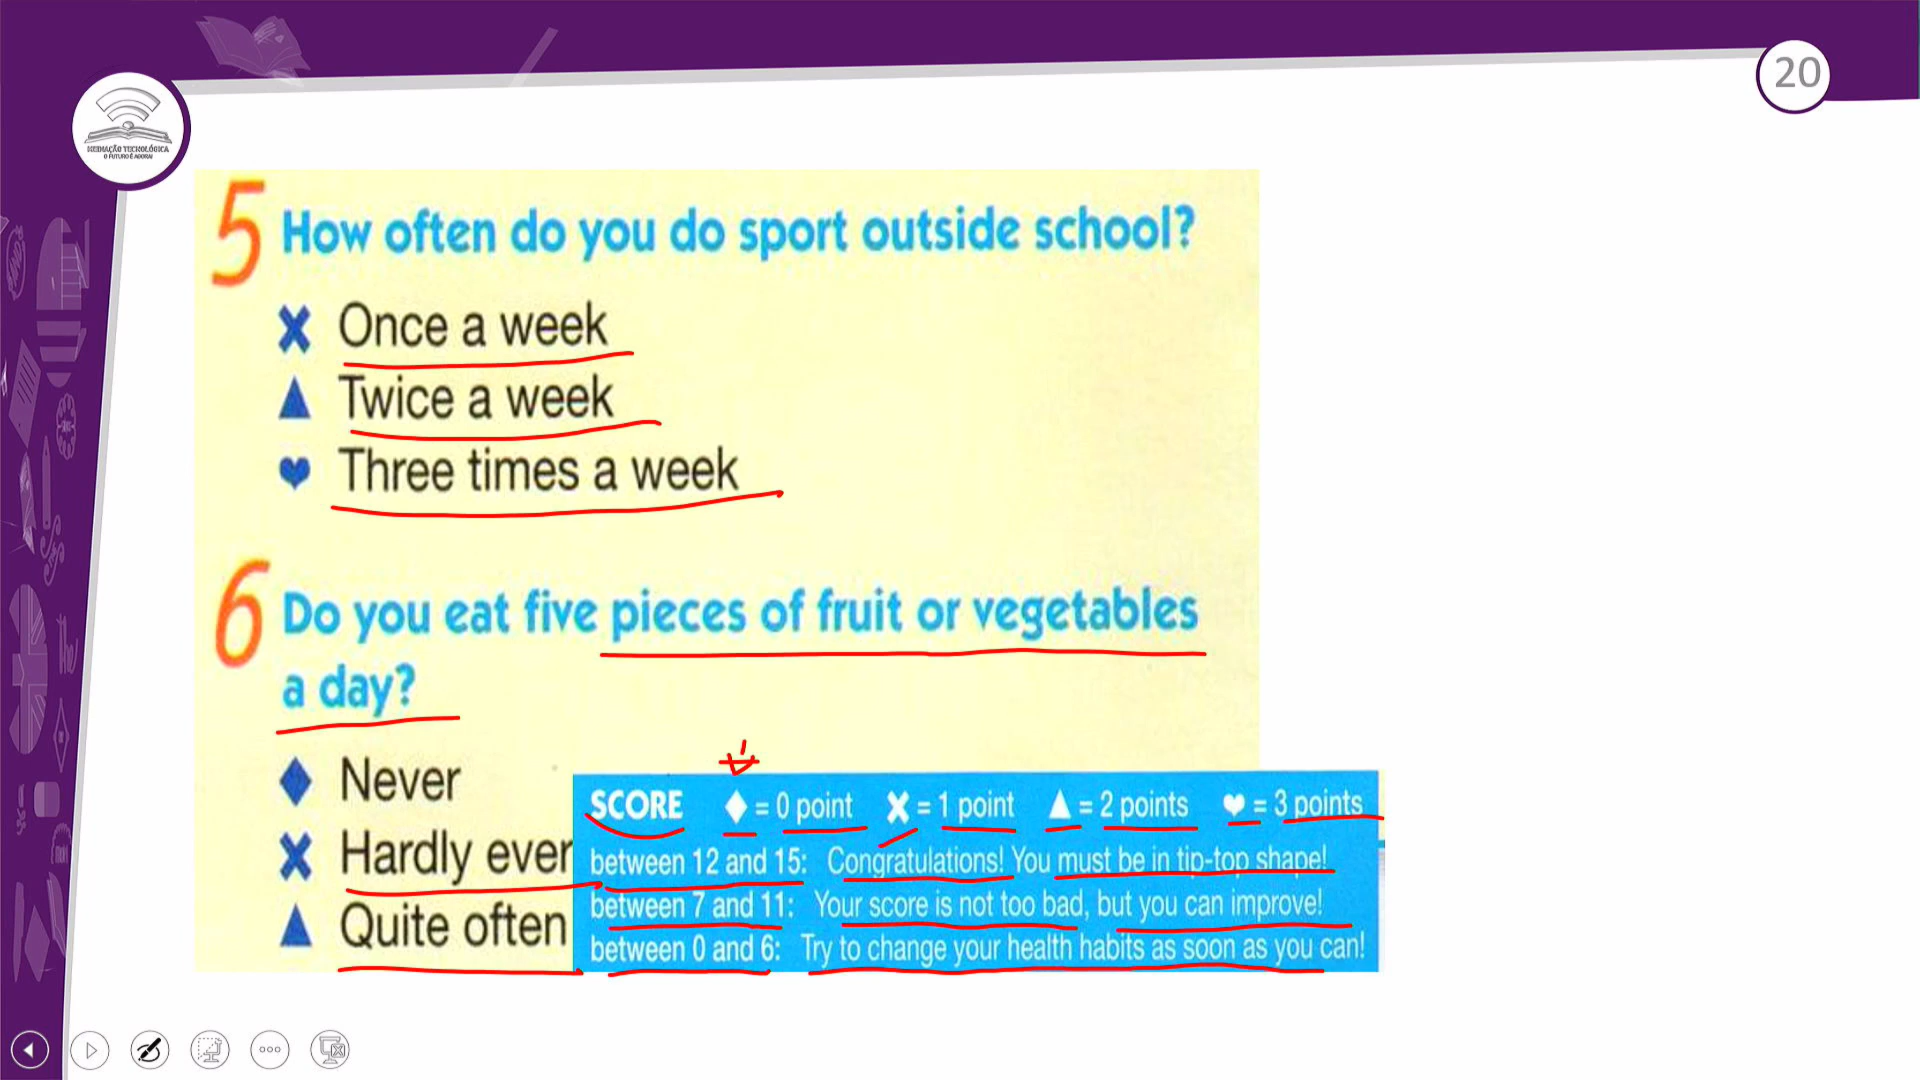 20
MEDIAÇÃO TECNOLÓGICA
O FUTURO É AGORA!
5 How often do you do sport outside school?
Once a week
Twice a week
Three times a week
6 Do you eat five pieces of fruit or vegetables
a day?
Never
Hardly ever
Quite often
SCORE ♦ = 0 point ✖ = 1 point ▲ = 2 points ♥ = 3 points
between 12 and 15: Congratulations! You must be in tip-top shape!
between 7 and 11: Your score is not too bad, but you can improve!
between 0 and 6: Try to change your health habits as soon as you can!